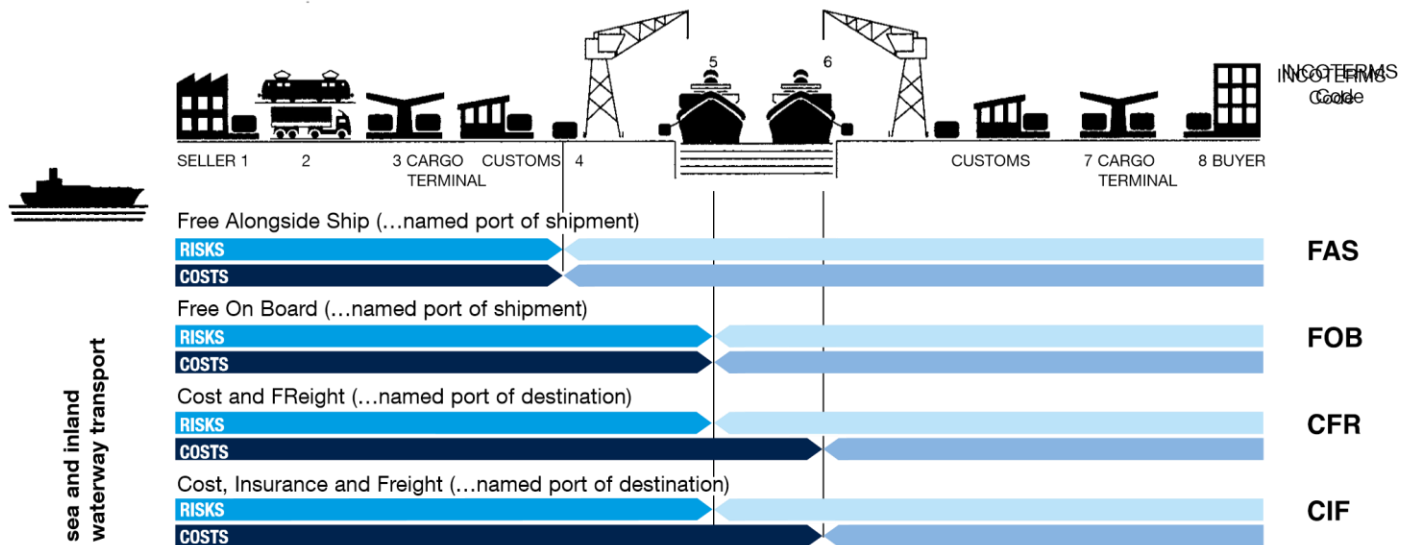 5 6
INCOTERMS
INCOTERMS
Code
Code
SELLER 1 2 3 CARGO TERMINAL CUSTOMS 4 CUSTOMS 7 CARGO TERMINAL 8 BUYER
Free Alongside Ship (...named port of shipment)
RISKS
FAS
COSTS
Free On Board (...named port of shipment)
RISKS
FOB
COSTS
sea and inland
waterway transport
Cost and FReight (...named port of destination)
RISKS
CFR
COSTS
Cost, Insurance and Freight (...named port of destination)
RISKS
CIF
COSTS